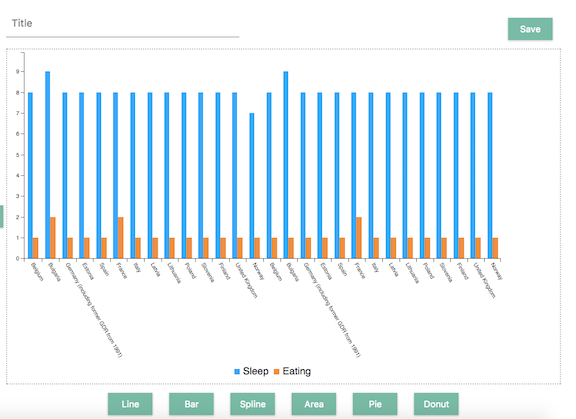 Title
Save
9
8
7
6
5
4
3
2
1
0
Belgium
Bulgaria
Germany (including former GDR from 1991)
Estonia
Spain
France
Italy
Latvia
Lithuania
Poland
Slovenia
Finland
United Kingdom
Norway
Belgium
Bulgaria
Germany (including former GDR from 1991)
Estonia
Spain
France
Italy
Latvia
Lithuania
Poland
Slovenia
Finland
United Kingdom
Norway
Sleep Eating
Line Bar Spline Area Pie Donut